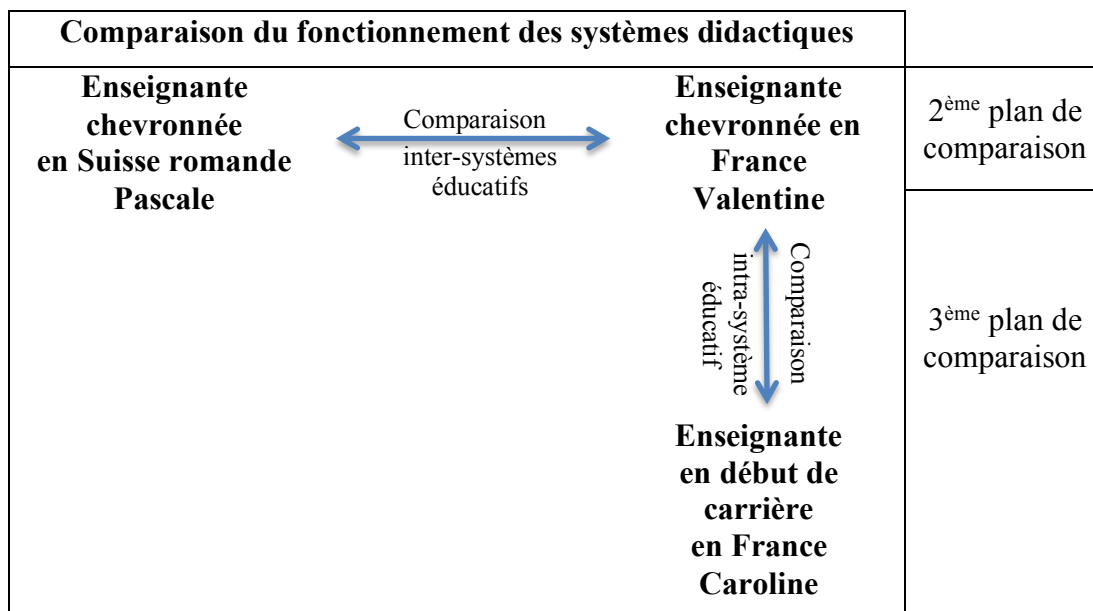 Comparaison du fonctionnement des systèmes didactiques
Enseignante
chevronnée
en Suisse romande
Pascale
Comparaison
inter-systèmes
éducatifs
Enseignante
chevronnée en
France
Valentine
2ème plan de
comparaison
Comparaison
intra-système
éducatif
3ème plan de
comparaison
Enseignante
en début de
carrière
en France
Caroline